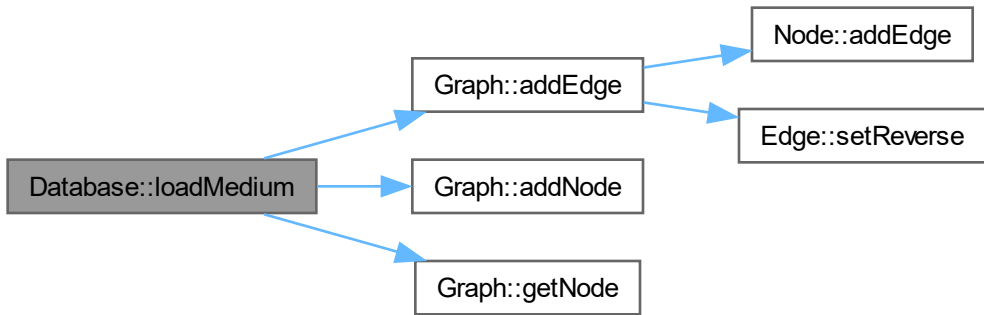 Database::loadMedium
Graph::addEdge
Node::addEdge
Edge::setReverse
Graph::addNode
Graph::getNode